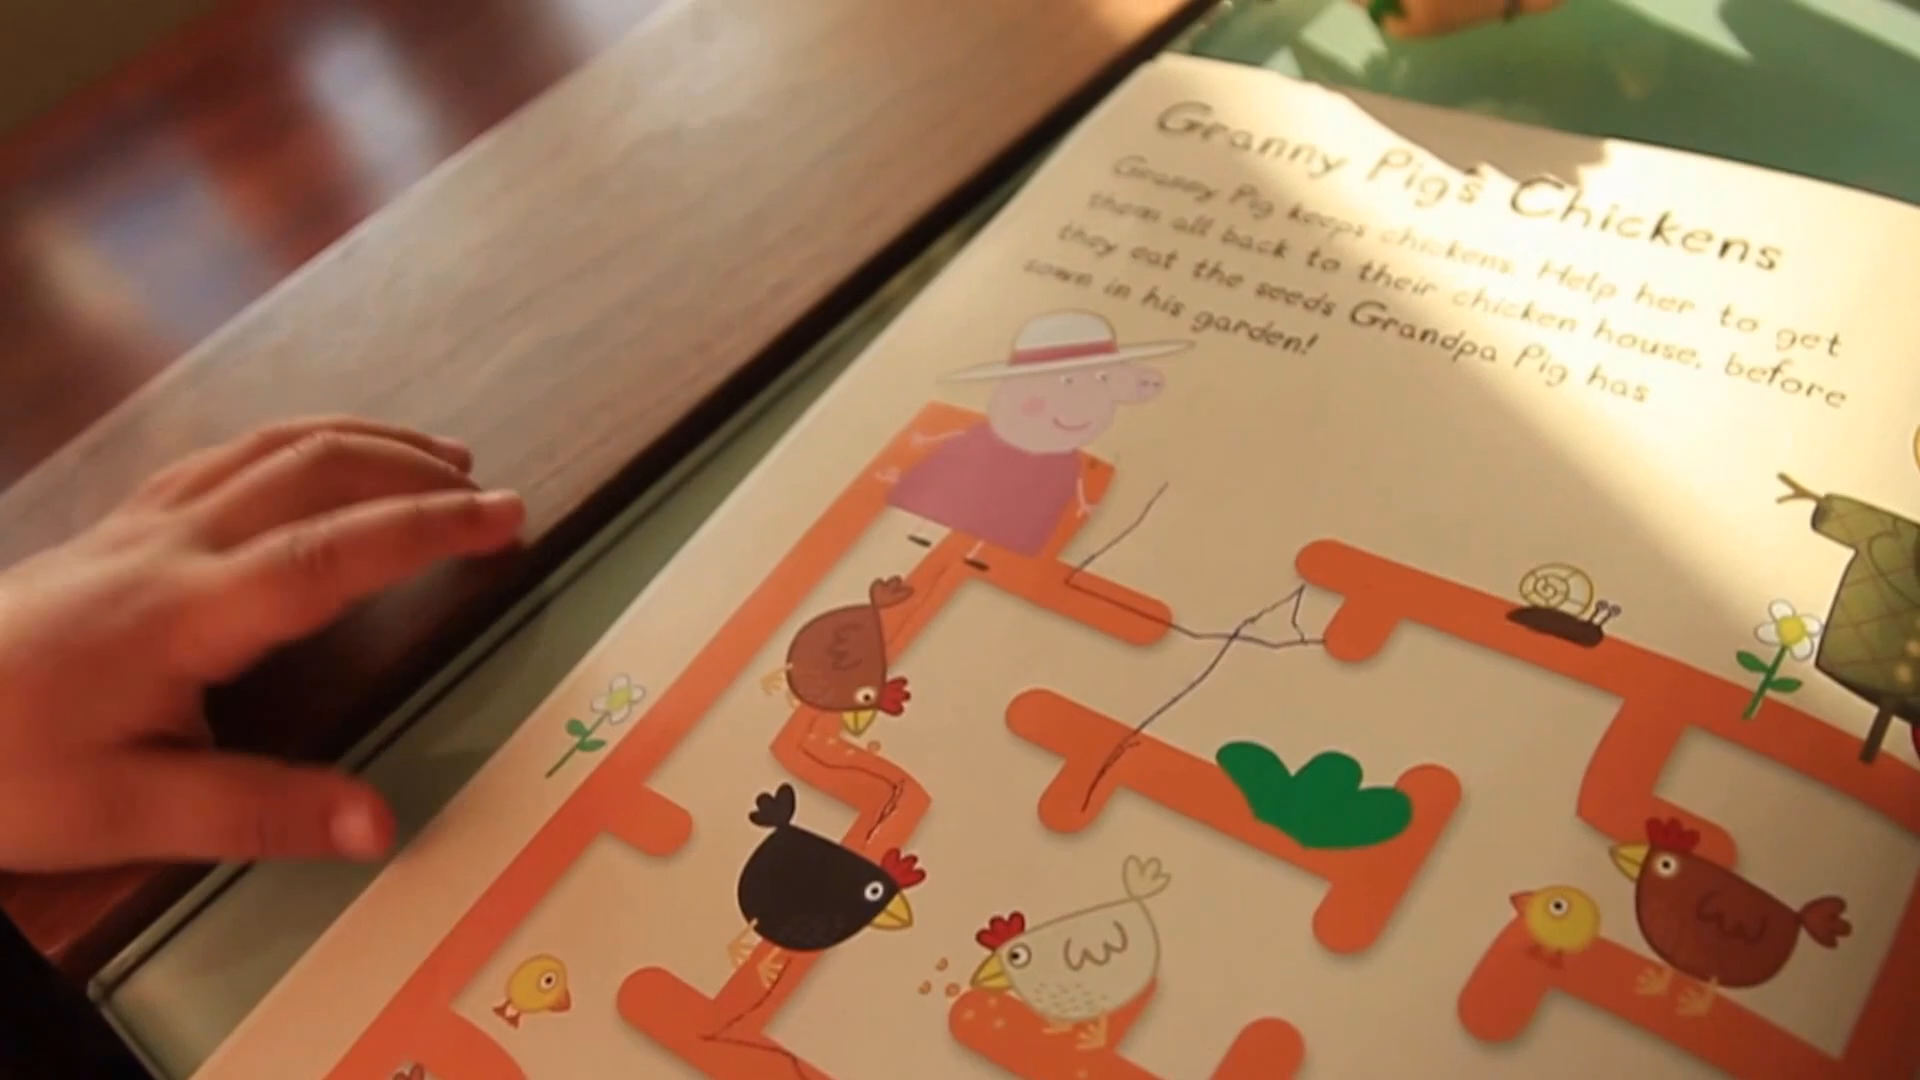 Granny Pig's Chickens
Granny Pig keeps chickens. Help her to get
them all back to their chicken house, before
they eat the seeds Grandpa Pig has
sown in his garden!